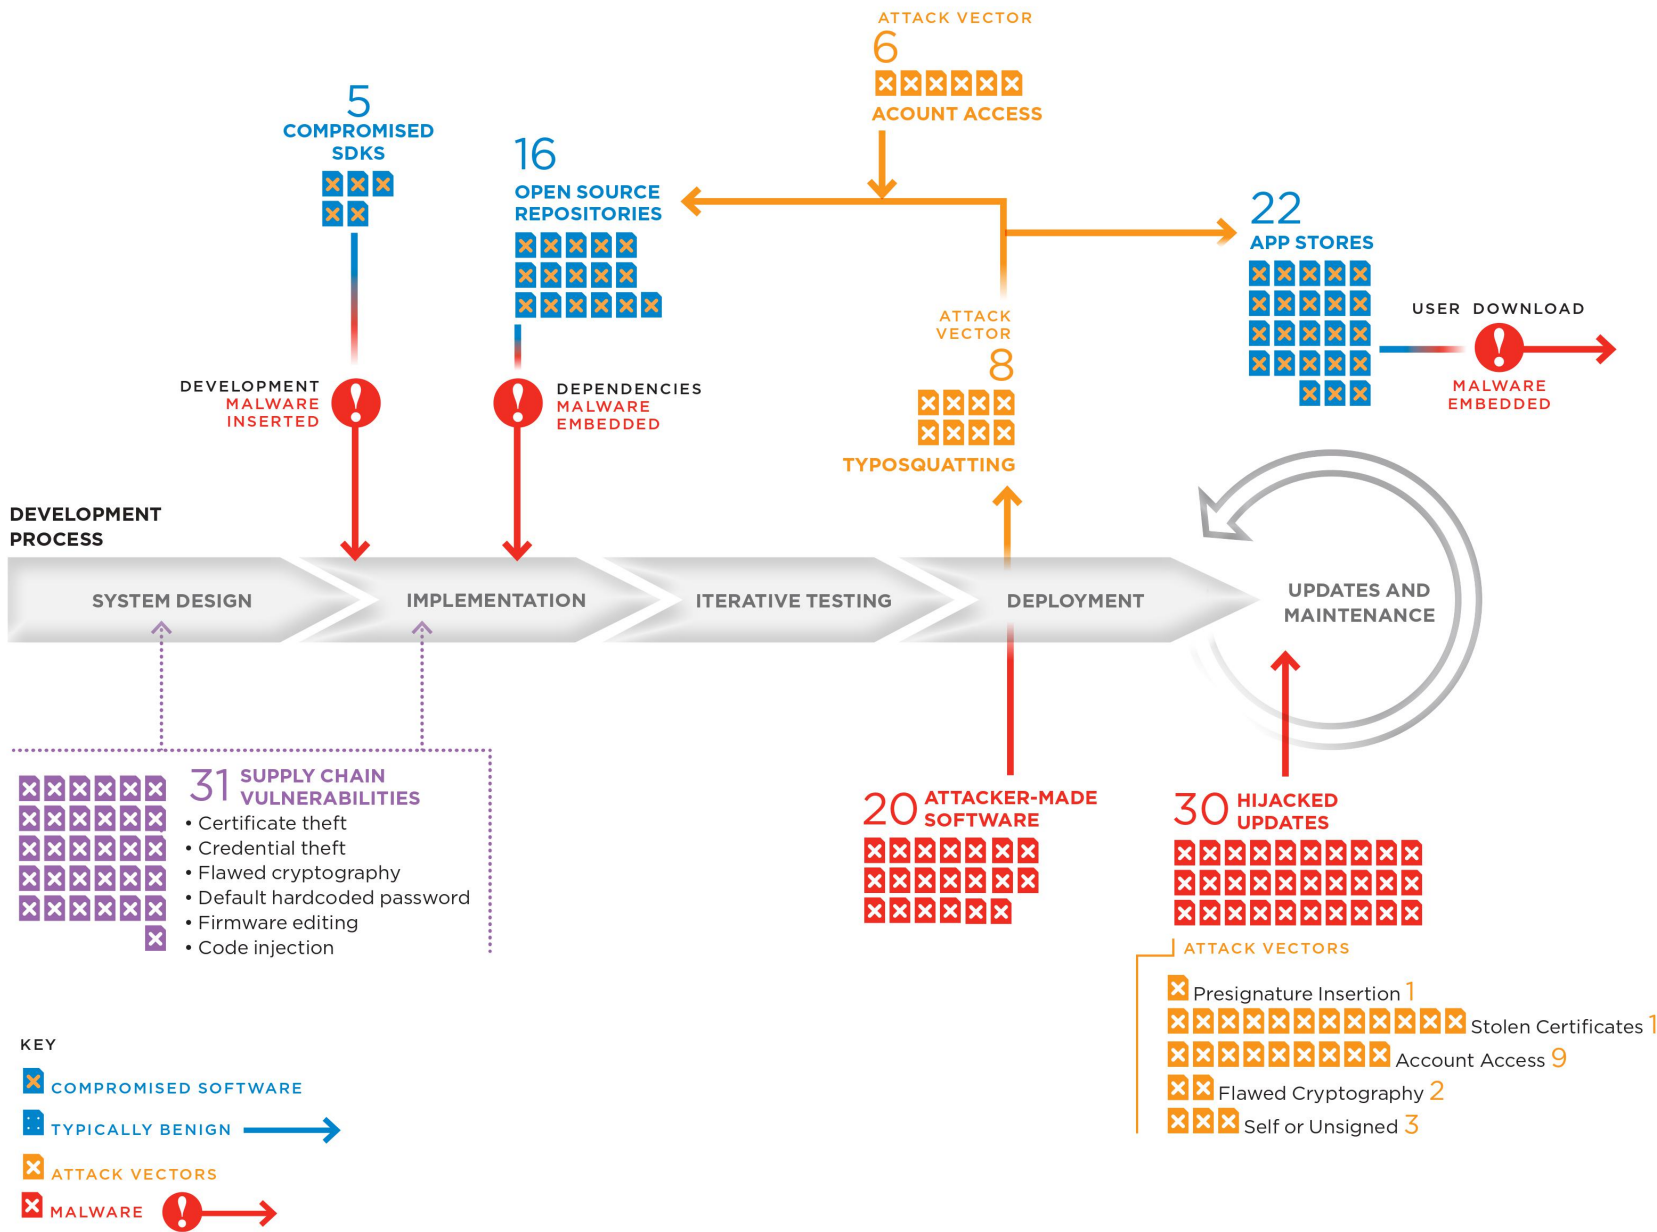 ATTACK VECTOR
6
ACOUNT ACCESS
5
COMPROMISED
SDKS
16
OPEN SOURCE
REPOSITORIES
22
APP STORES
USER DOWNLOAD
MALWARE
EMBEDDED
ATTACK
VECTOR
8
TYPOSQUATTING
DEVELOPMENT
MALWARE
INSERTED
DEPENDENCIES
MALWARE
EMBEDDED
DEVELOPMENT
PROCESS
SYSTEM DESIGN
IMPLEMENTATION
ITERATIVE TESTING
DEPLOYMENT
UPDATES AND
MAINTENANCE
31 SUPPLY CHAIN
VULNERABILITIES
• Certificate theft
• Credential theft
• Flawed cryptography
• Default hardcoded password
• Firmware editing
• Code injection
20 ATTACKER-MADE
SOFTWARE
30 HIJACKED
UPDATES
ATTACK VECTORS
Presignature Insertion 1
Stolen Certificates 1
Account Access 9
Flawed Cryptography 2
Self or Unsigned 3
KEY
COMPROMISED SOFTWARE
TYPICALLY BENIGN
ATTACK VECTORS
MALWARE